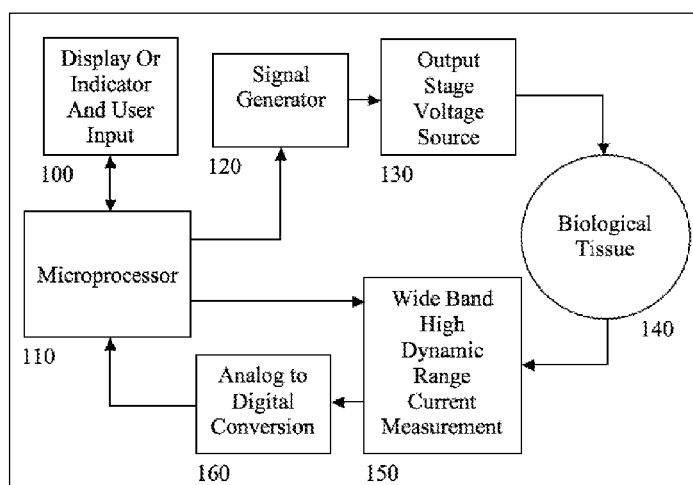 Display Or
Indicator
And User
Input
100
Signal
Generator
120
Output
Stage
Voltage
Source
130
Biological
Tissue
140
Microprocessor
110
Wide Band
High
Dynamic
Range
Current
Measurement
150
Analog to
Digital
Conversion
160